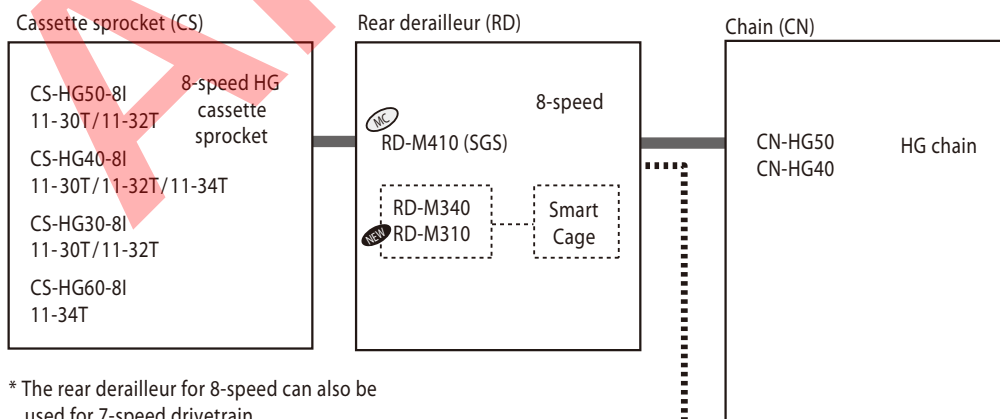 Cassette sprocket (CS)
CS-HG50-8I
11-30T/11-32T
CS-HG40-8I
11-30T/11-32T/11-34T
CS-HG30-8I
11-30T/11-32T
CS-HG60-8I
11-34T
8-speed HG
cassette
sprocket
Rear derailleur (RD)
8-speed
MC
RD-M410 (SGS)
RD-M340
NEW RD-M310
Smart
Cage
Chain (CN)
CN-HG50
CN-HG40
HG chain
* The rear derailleur for 8-speed can also be
used for 7-speed drivetrain